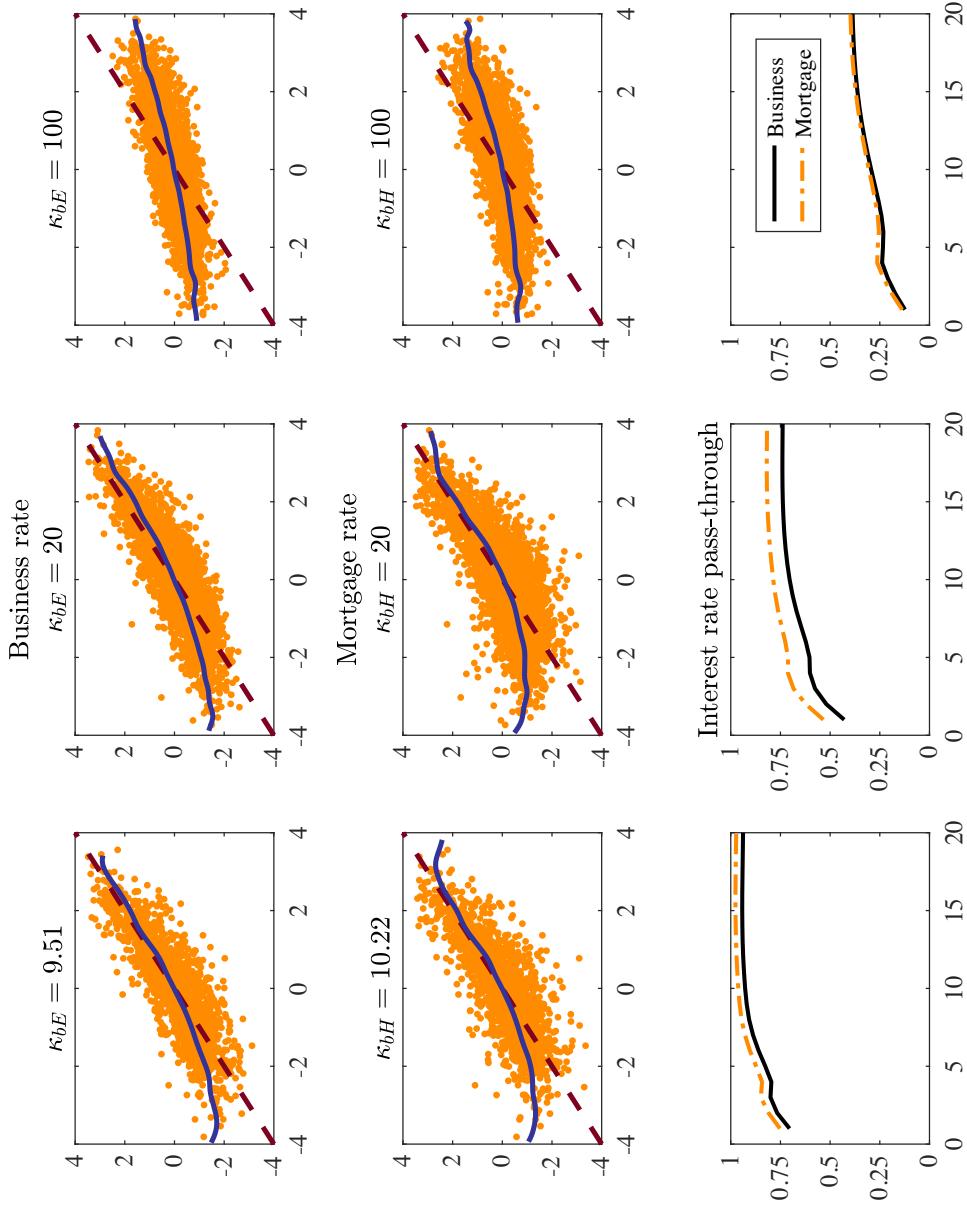 Business rate
κbE = 9.51
4
2
0
-2
-4
-4 -2 0 2 4
κbE = 20
4
2
0
-2
-4
-4 -2 0 2 4
κbE = 100
4
2
0
-2
-4
-4 -2 0 2 4
Mortgage rate
κbH = 10.22
4
2
0
-2
-4
-4 -2 0 2 4
κbH = 20
4
2
0
-2
-4
-4 -2 0 2 4
κbH = 100
4
2
0
-2
-4
-4 -2 0 2 4
Interest rate pass-through
1
0.75
0.5
0.25
0
0 5 10 15 20
1
0.75
0.5
0.25
0
0 5 10 15 20
1
0.75
0.5
0.25
0
0 5 10 15 20
Business
Mortgage